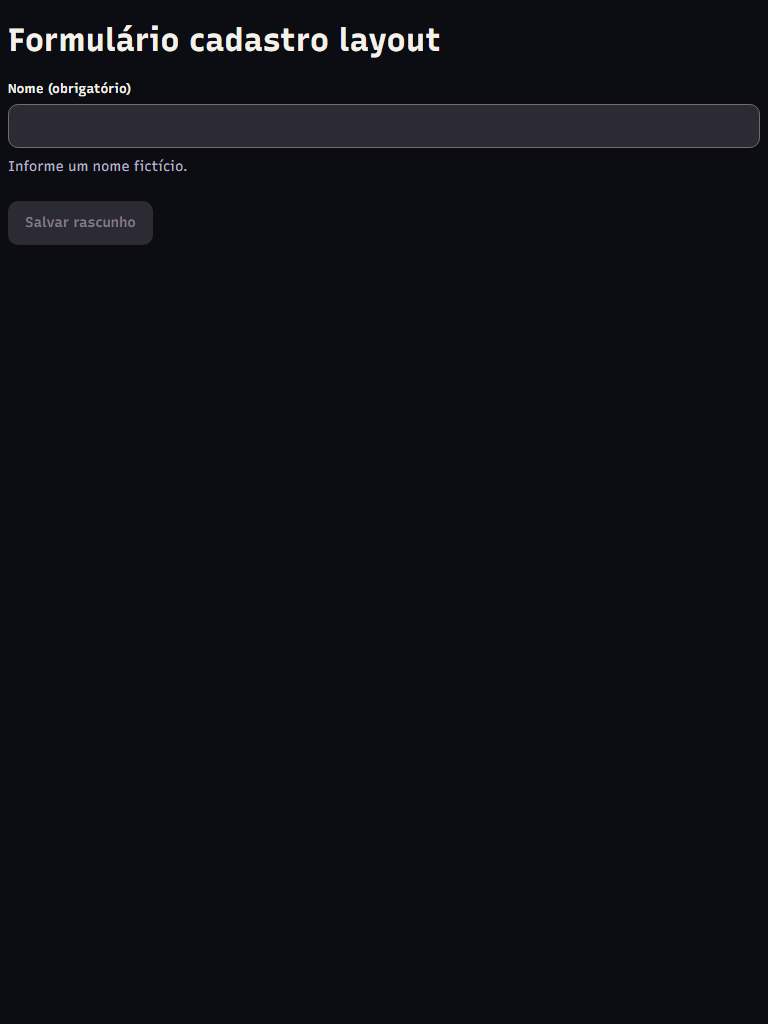 Formulário cadastro layout
Nome (obrigatório)
Informe um nome fictício.
Salvar rascunho